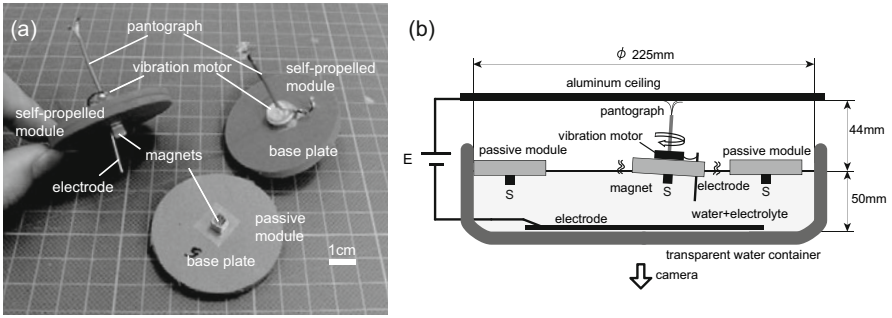 (a)
pantograph
vibration motor
self-propelled
module
self-propelled
module
magnets
base plate
electrode
passive
module
base plate
1cm
(b)
ϕ 225mm
aluminum ceiling
pantograph
44mm
vibration motor
passive module
passive module
E
magnet
electrode
S
S
S
50mm
electrode
water+electrolyte
transparent water container
camera